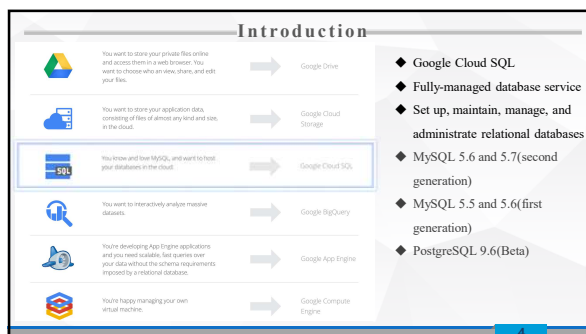 Introduction
You want to store your private files online
and access them in a web browser. You
want to choose who an view, share, and edit
your files.
Google Drive
You want to store your application data,
consisting of files of almost any kind and size,
in the cloud.
Google Cloud
Storage
SQL
You know and love MySQL, and want to host
your databases in the cloud.
Google Cloud SQL
You want to interactively analyze massive
datasets.
Google BigQuery
You're developing App Engine applications
and you need scalable, fast queries over
your data without the schema requirements
imposed by a relational database.
Google App Engine
You're happy managing your own
virtual machine.
Google Compute
Engine
◆ Google Cloud SQL
◆ Fully-managed database service
◆ Set up, maintain, manage, and
administrate relational databases
◆ MySQL 5.6 and 5.7(second
generation)
◆ MySQL 5.5 and 5.6(first
generation)
◆ PostgreSQL 9.6(Beta)
4